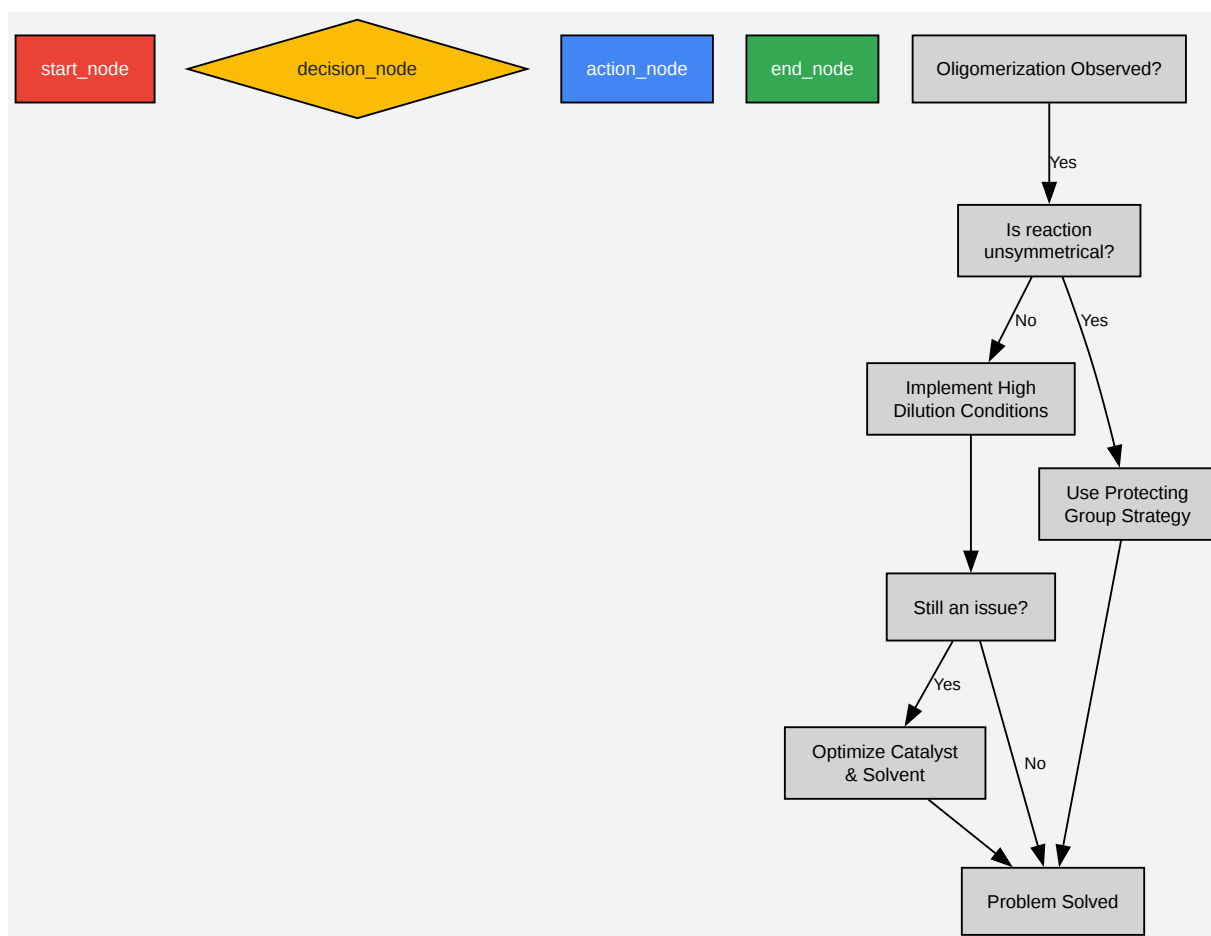 start_node
decision_node
action_node
end_node
Oligomerization Observed?
Yes
Is reaction
unsymmetrical?
No
Yes
Implement High
Dilution Conditions
Use Protecting
Group Strategy
Still an issue?
Yes
Optimize Catalyst
& Solvent
No
Problem Solved